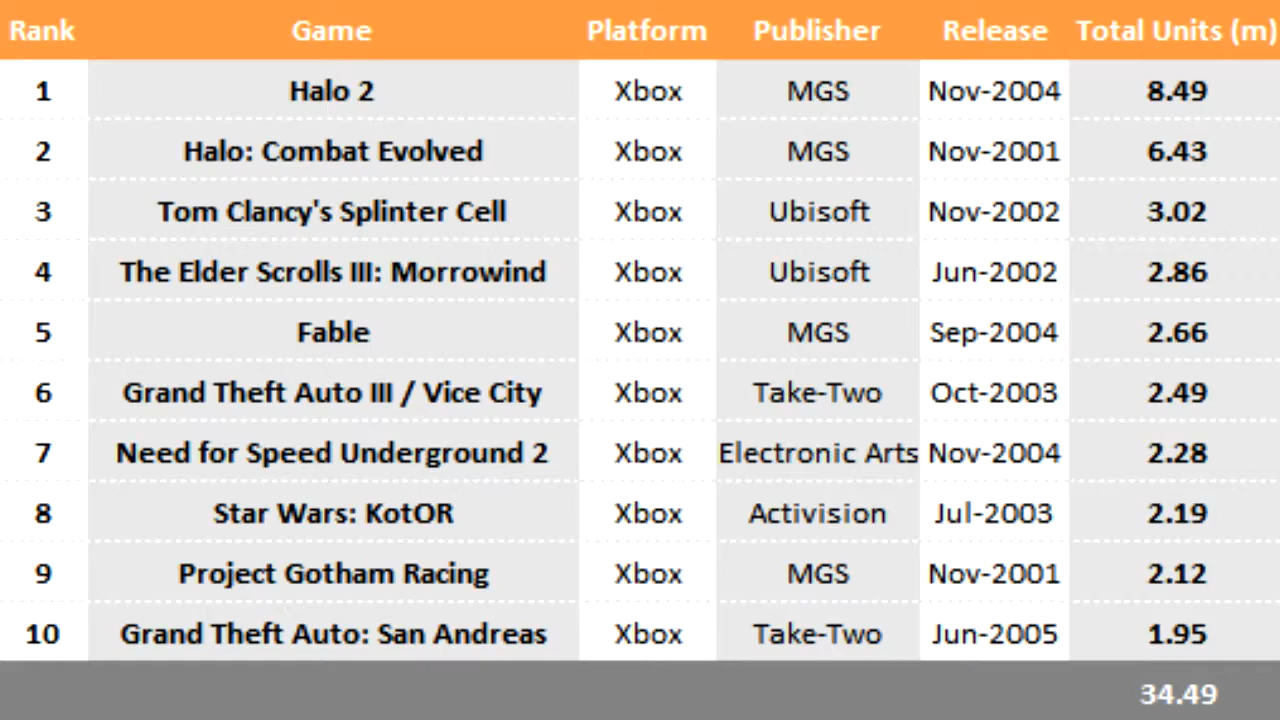 Rank Game Platform Publisher Release Total Units (m)
1 Halo 2 Xbox MGS Nov-2004 8.49
2 Halo: Combat Evolved Xbox MGS Nov-2001 6.43
3 Tom Clancy's Splinter Cell Xbox Ubisoft Nov-2002 3.02
4 The Elder Scrolls III: Morrowind Xbox Ubisoft Jun-2002 2.86
5 Fable Xbox MGS Sep-2004 2.66
6 Grand Theft Auto III / Vice City Xbox Take-Two Oct-2003 2.49
7 Need for Speed Underground 2 Xbox Electronic Arts Nov-2004 2.28
8 Star Wars: KotOR Xbox Activision Jul-2003 2.19
9 Project Gotham Racing Xbox MGS Nov-2001 2.12
10 Grand Theft Auto: San Andreas Xbox Take-Two Jun-2005 1.95
34.49